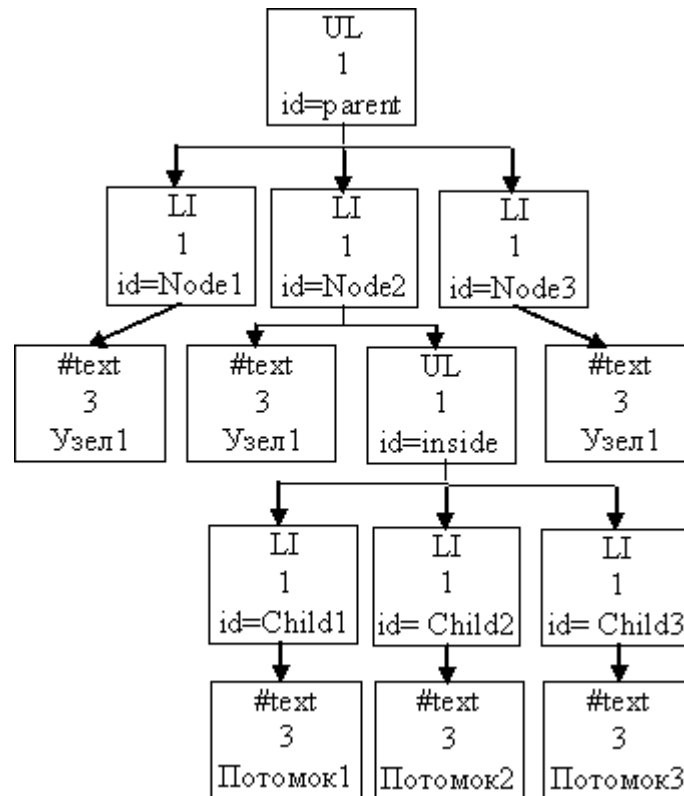 UL
1
id=parent
LI
1
id=Node1
LI
1
id=Node2
LI
1
id=Node3
#text
3
Узел1
#text
3
Узел1
UL
1
id=inside
#text
3
Узел1
LI
1
id=Child1
LI
1
id= Child2
LI
1
id= Child3
#text
3
Потомок1
#text
3
Потомок2
#text
3
Потомок3